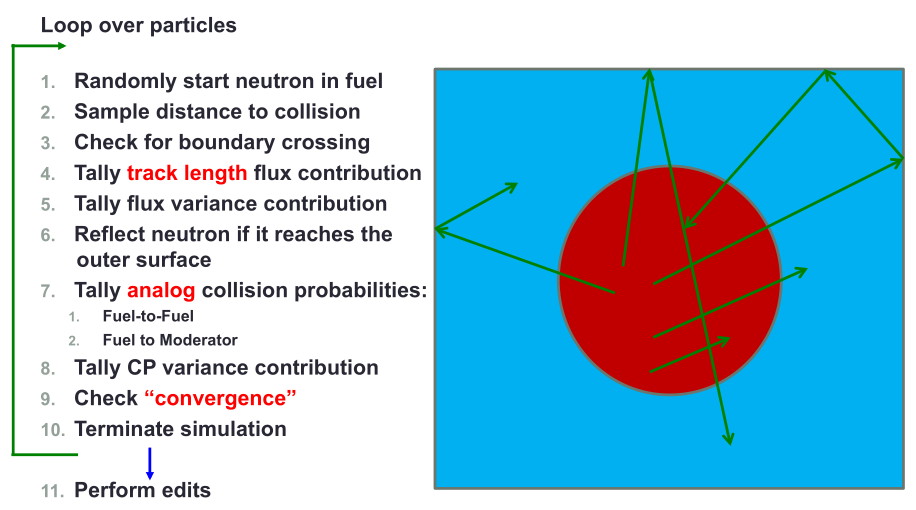 Loop over particles
1. Randomly start neutron in fuel
2. Sample distance to collision
3. Check for boundary crossing
4. Tally track length flux contribution
5. Tally flux variance contribution
6. Reflect neutron if it reaches the
outer surface
7. Tally analog collision probabilities:
1. Fuel-to-Fuel
2. Fuel to Moderator
8. Tally CP variance contribution
9. Check “convergence”
10. Terminate simulation
11. Perform edits